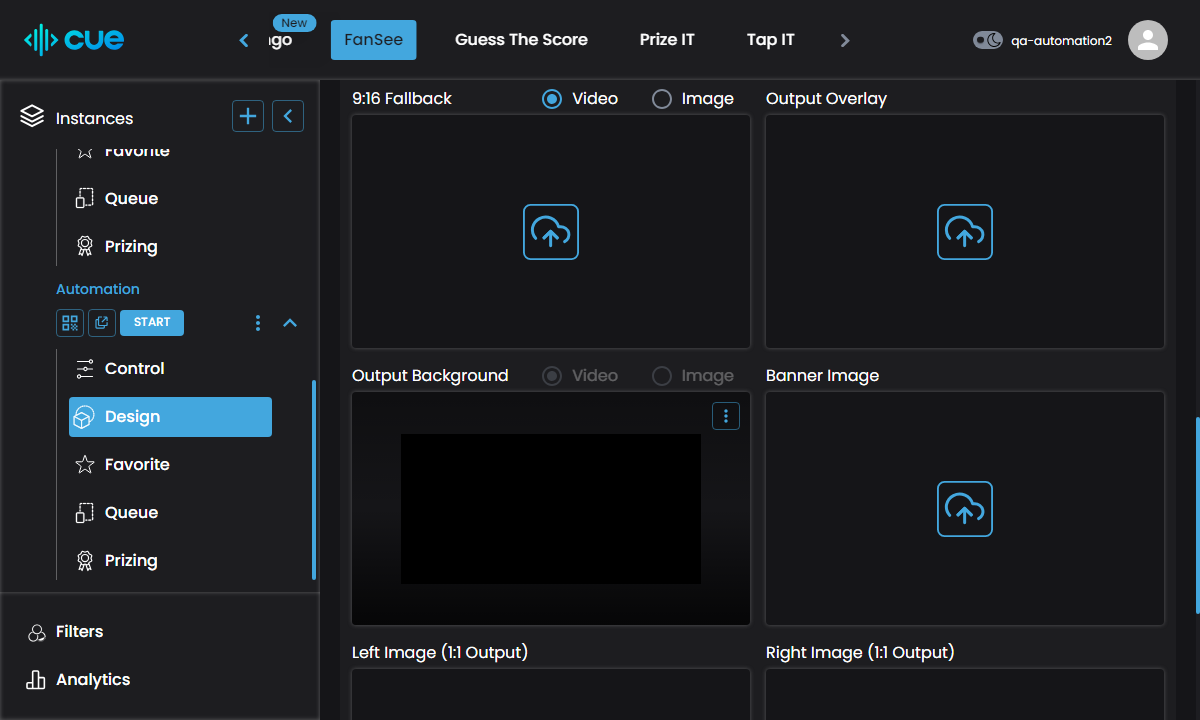 cue
New
FanSee
Guess The Score
Prize IT
Tap IT
qa-automation2
Instances
Favorite
Queue
Prizing
Automation
START
Control
Design
Favorite
Queue
Prizing
Filters
Analytics
9:16 Fallback
Video
Image
Output Overlay
Output Background
Video
Image
Banner Image
Left Image (1:1 Output)
Right Image (1:1 Output)